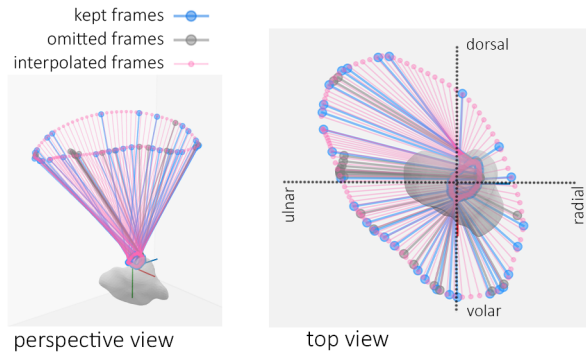 kept frames
omitted frames
interpolated frames
dorsal
ulnar
radial
volar
perspective view
top view